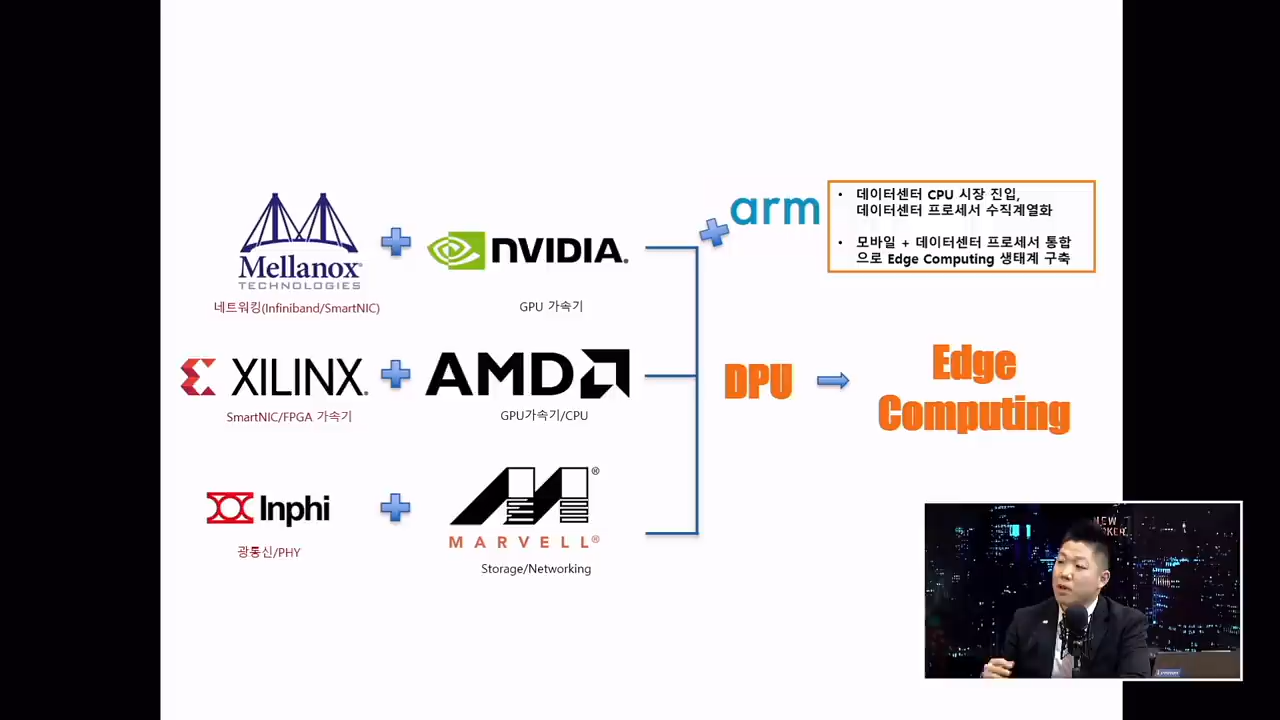 Mellanox
TECHNOLOGIES
네트워킹(Infiniband/SmartNIC)
NVIDIA.
GPU 가속기
arm
• 데이터센터 CPU 시장 진입,
데이터센터 프로세서 수직계열화
• 모바일 + 데이터센터 프로세서 통합
으로 Edge Computing 생태계 구축
XILINX
SmartNIC/FPGA 가속기
AMD
GPU가속기/CPU
DPU
Edge
Computing
Inphi
광통신/PHY
MARVELL®
Storage/Networking
NEW
Lenovo